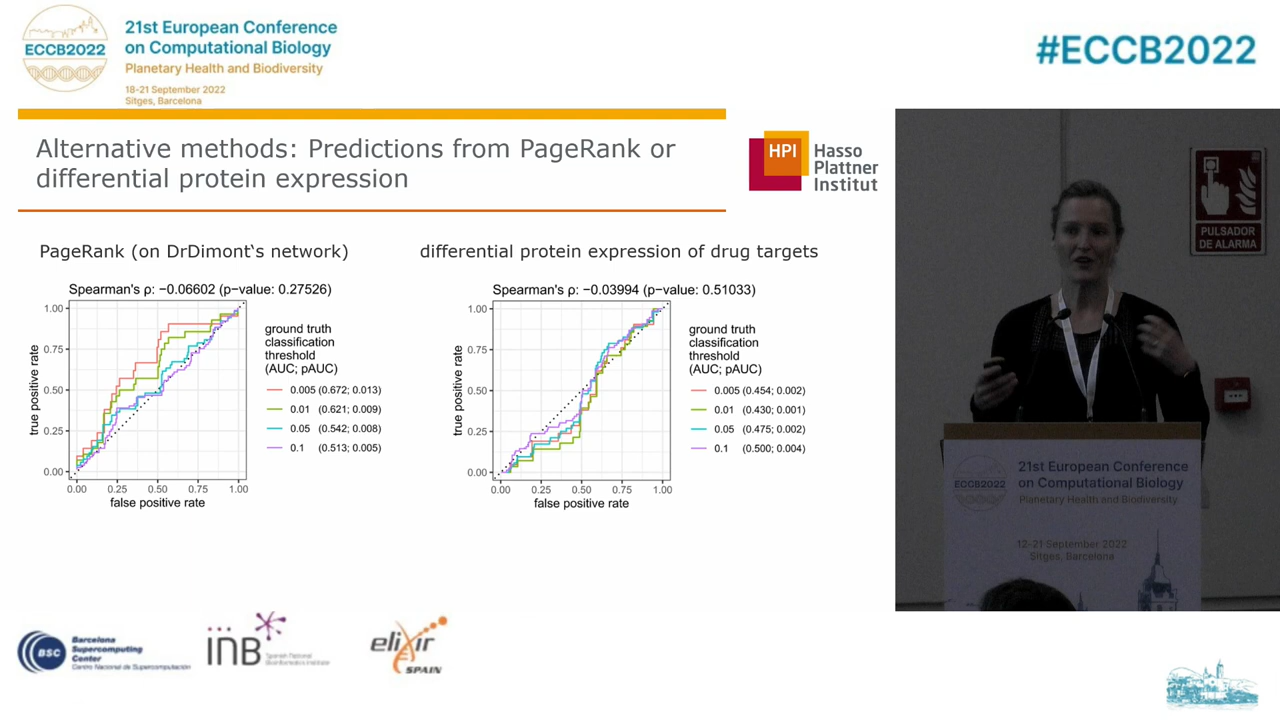 21st European Conference
on Computational Biology
Planetary Health and Biodiversity
18-21 September 2022
Sitges, Barcelona
ECCB2022
#ECCB2022
Alternative methods: Predictions from PageRank or
differential protein expression
HPI
Hasso
Plattner
Institut
PageRank (on DrDimont's network)
Spearman's ρ: −0.06602 (p−value: 0.27526)
true positive rate
1.00
0.75
0.50
0.25
0.00
0.00 0.25 0.50 0.75 1.00
false positive rate
ground truth
classification
threshold
(AUC; pAUC)
0.005 (0.672; 0.013)
0.01 (0.621; 0.009)
0.05 (0.542; 0.008)
0.1 (0.513; 0.005)
differential protein expression of drug targets
Spearman's ρ: −0.03994 (p−value: 0.51033)
true positive rate
1.00
0.75
0.50
0.25
0.00
0.00 0.25 0.50 0.75 1.00
false positive rate
ground truth
classification
threshold
(AUC; pAUC)
0.005 (0.454; 0.002)
0.01 (0.430; 0.001)
0.05 (0.475; 0.002)
0.1 (0.500; 0.004)
PULSADOR
DE ALARMA
ECCB2022
21st European Conference
on Computational Biology
Planetary Health and Biodiversity
12-21 September 2022
Sitges, Barcelona
BSC
Barcelona
Supercomputing
Center
Centro Nacional de Supercomputación
INB
Spanish National
Bioinformatics Institute
elixir
SPAIN